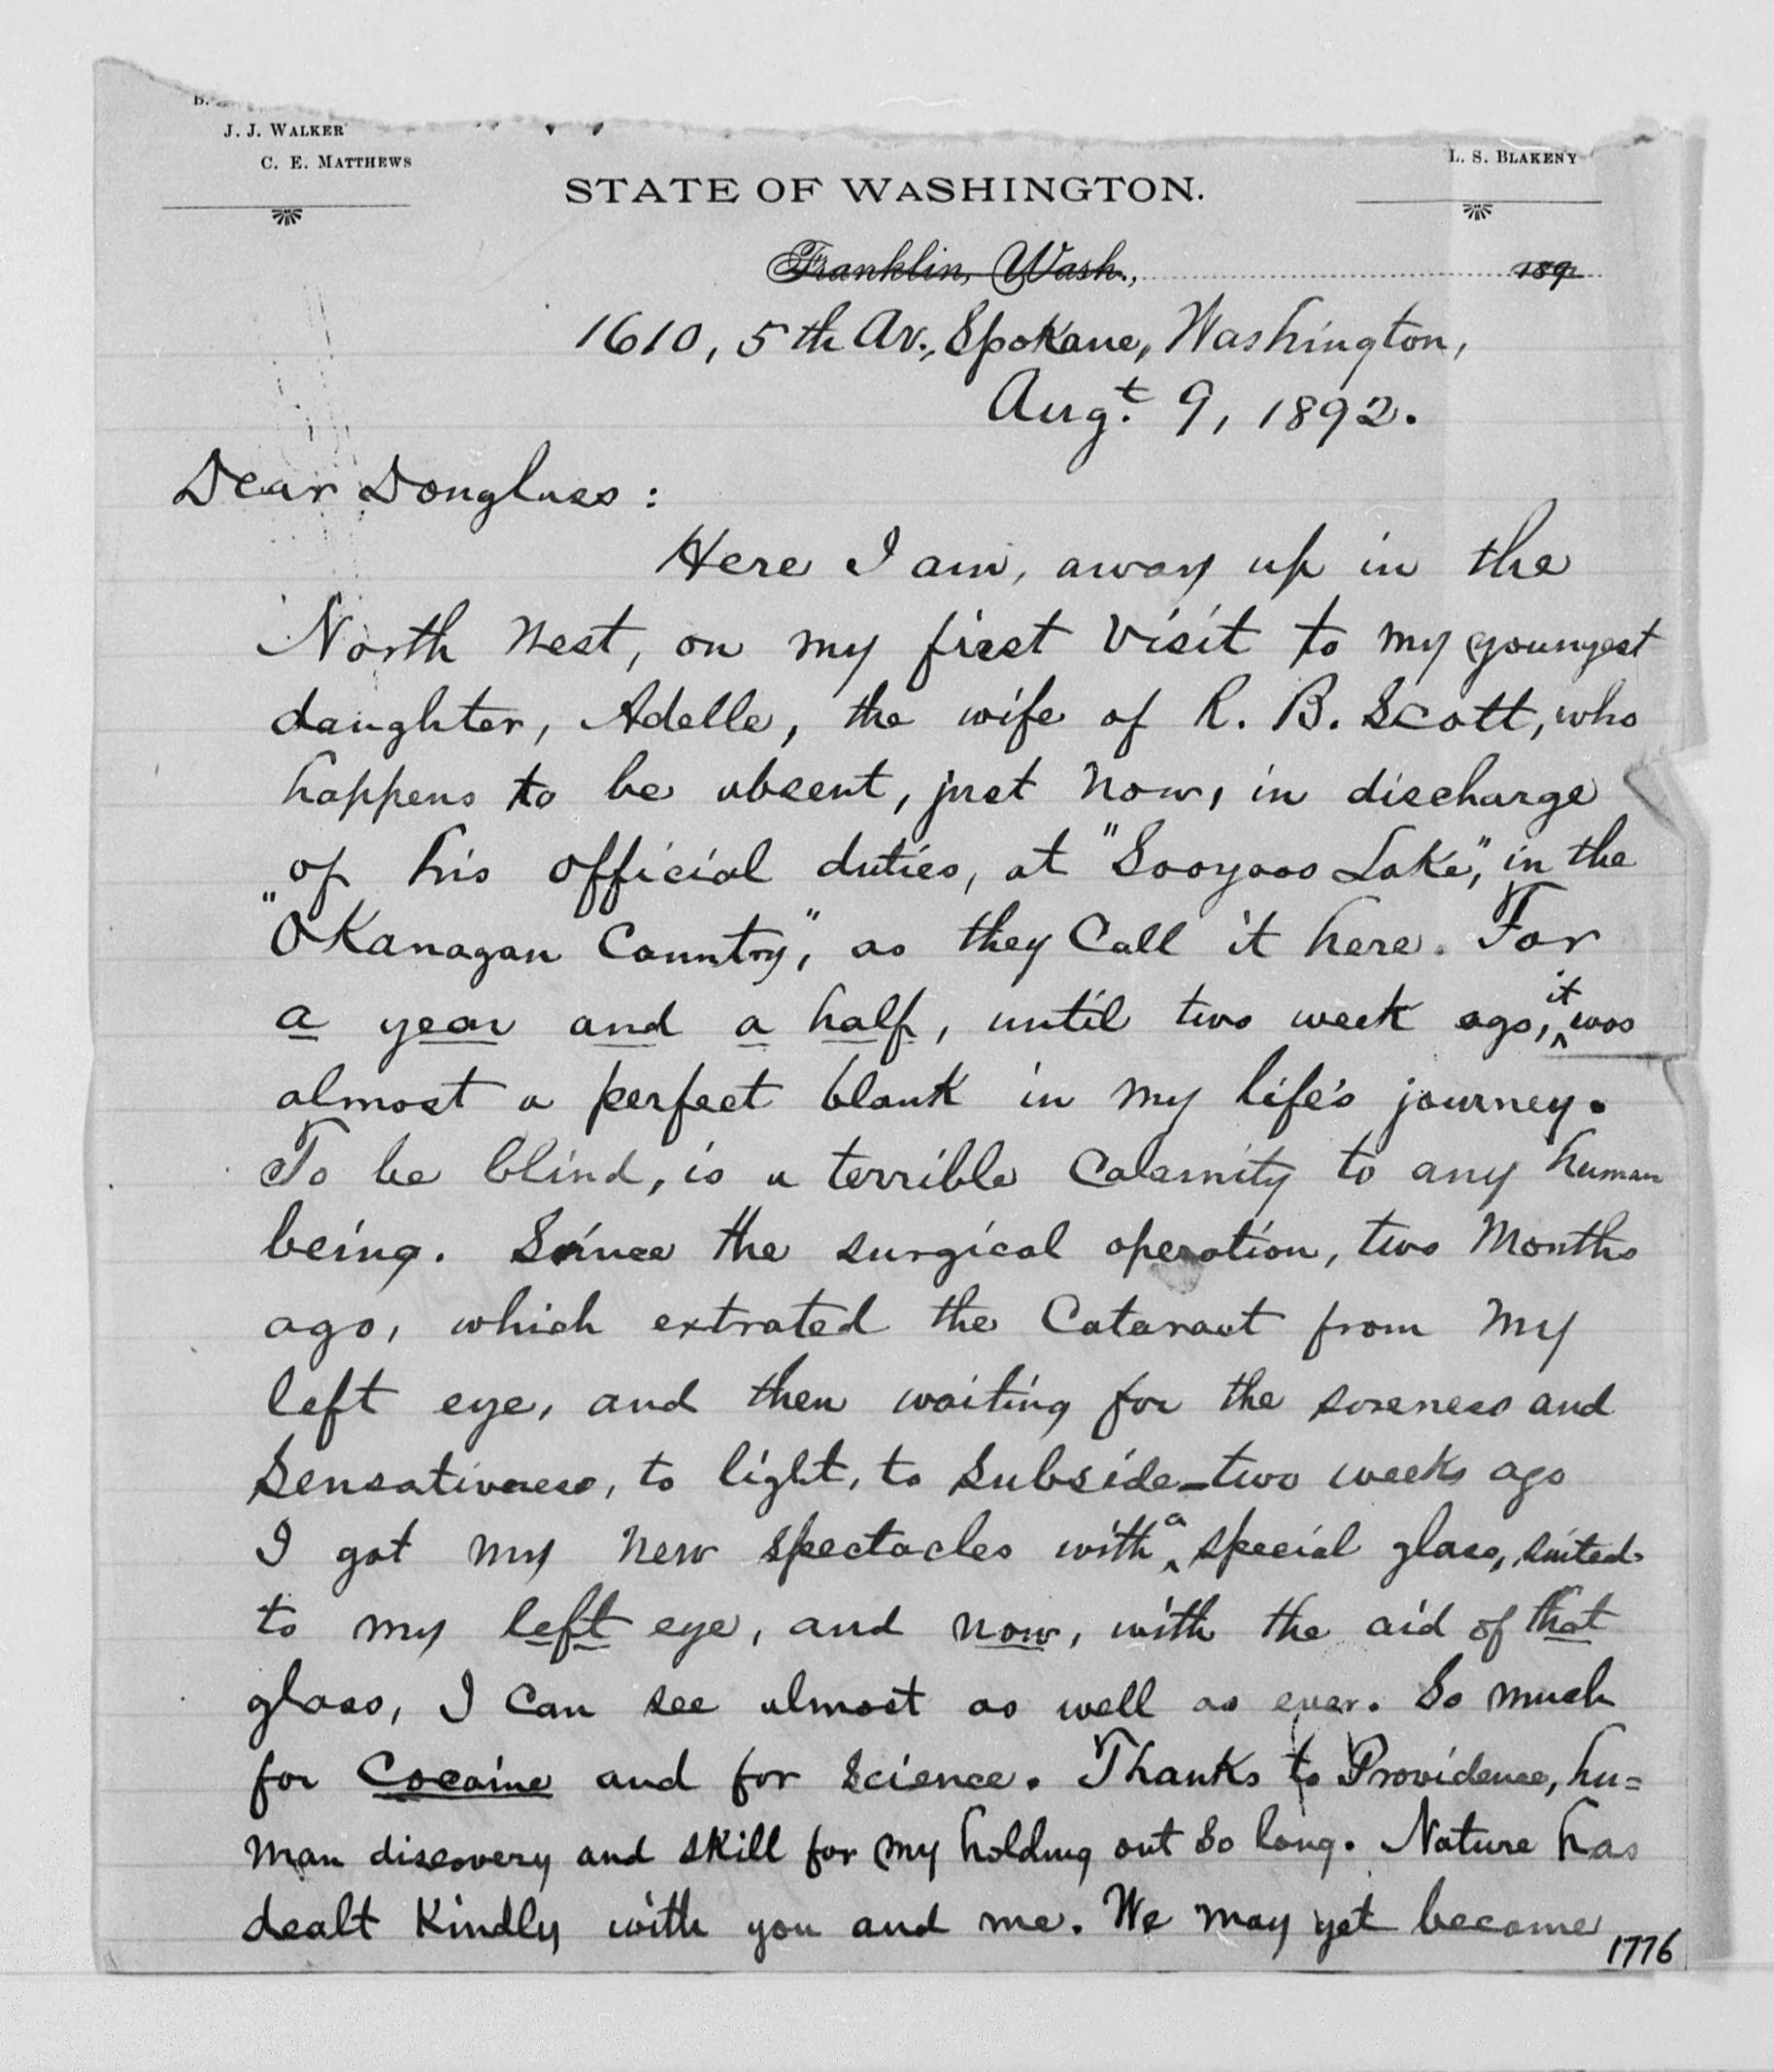 J. J. WALKER
C. E. MATTHEWS
L. S. BLAKENY
STATE OF WASHINGTON.
Franklin, Wash., 189
1610, 5th Av., Spokane, Washington,
Augt. 9, 1892.
Dear Douglass:
Here I am, away up in the
North West, on my first visit to my youngest
daughter, Adelle, the wife of R. B. Scott, who
happens to be absent, just now, in discharge
of his official duties, at "Sooyoos Lake", in the
"OKanagan Country," as they Call it here. For
a year and a half, until two week ago, it was
almost a perfect blank in my life's journey.
To be blind, is a terrible Calamity to any human
being. Since the surgical operation, two Months
ago, which extrated the Cataract from my
left eye, and then waiting for the soreness and
Sensativness, to light, to subside - two weeks ago
I got my new spectacles with a special glass, suited
to my left eye, and now, with the aid of that
glass, I Can see almost as well as ever. So much
for Cocaine and for science. Thanks to Providence, hu=
man discovery and skill for my holding out so long. Nature has
dealt Kindly with you and me. We may yet become
1776